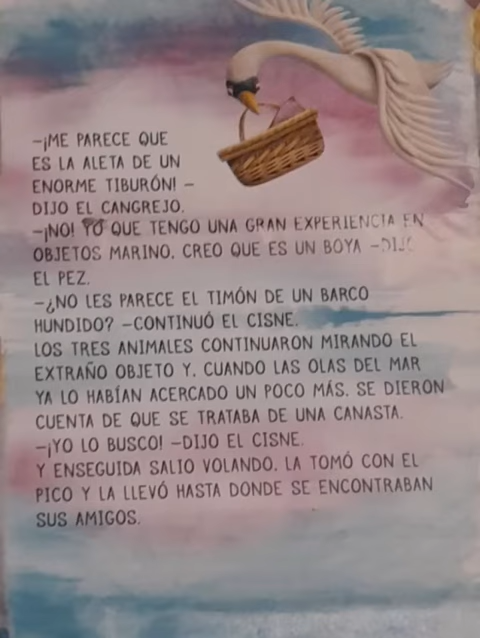 –¡ME PARECE QUE
ES LA ALETA DE UN
ENORME TIBURÓN! –
DIJO EL CANGREJO.
–¡NO! YO QUE TENGO UNA GRAN EXPERIENCIA EN
OBJETOS MARINO, CREO QUE ES UN BOYA –DIJO
EL PEZ.
–¿NO LES PARECE EL TIMÓN DE UN BARCO
HUNDIDO? –CONTINUÓ EL CISNE.
LOS TRES ANIMALES CONTINUARON MIRANDO EL
EXTRAÑO OBJETO Y, CUANDO LAS OLAS DEL MAR
YA LO HABÍAN ACERCADO UN POCO MÁS, SE DIERON
CUENTA DE QUE SE TRATABA DE UNA CANASTA.
–¡YO LO BUSCO! –DIJO EL CISNE.
Y ENSEGUIDA SALIO VOLANDO, LA TOMÓ CON EL
PICO Y LA LLEVÓ HASTA DONDE SE ENCONTRABAN
SUS AMIGOS.